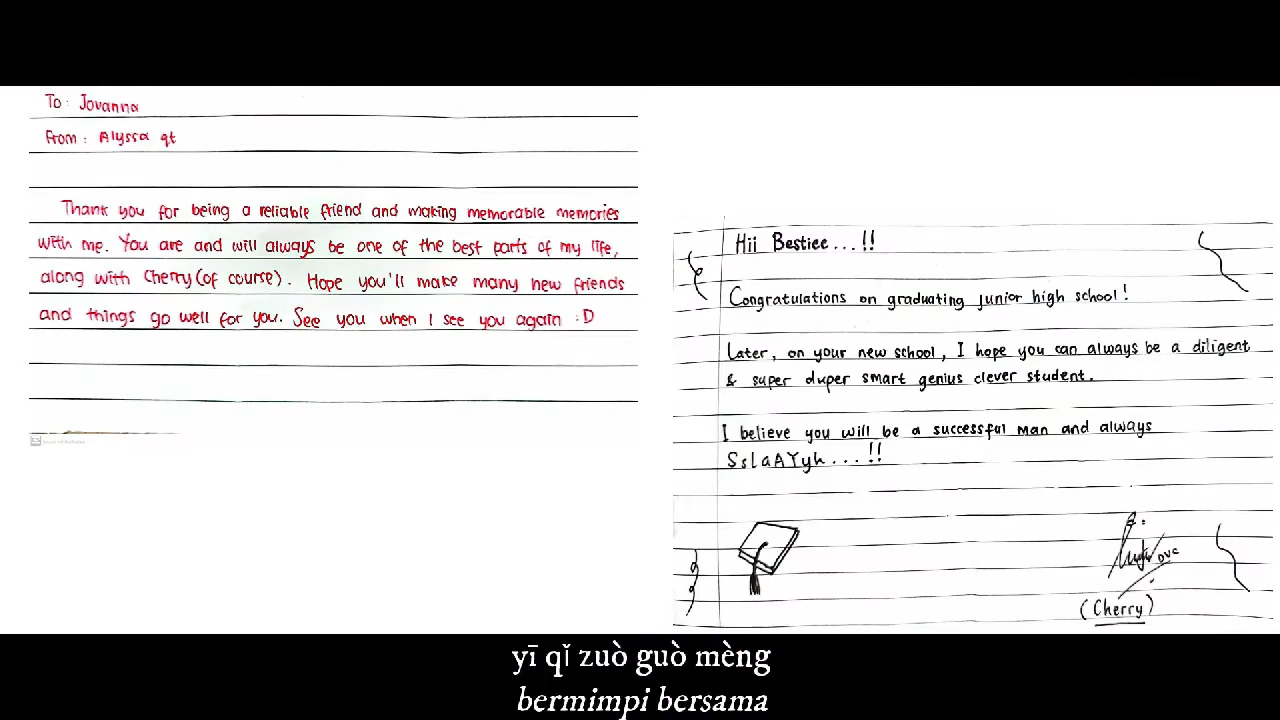 To: Jovanna
From: Alyssa qt
Thank you for being a reliable friend and making memorable memories
with me. You are and will always be one of the best parts of my life,
along with Cherry (of course). Hope you'll make many new friends
and things go well for you. See you when I see you again :D
Hii Bestiee...!!
Congratulations on graduating junior high school!
Later, on your new school, I hope you can always be a diligent
& super duper smart genius clever student.
I believe you will be a successful man and always
SslaAYyh...!!
(Cherry)
yī qǐ zuò guò mèng
bermimpi bersama